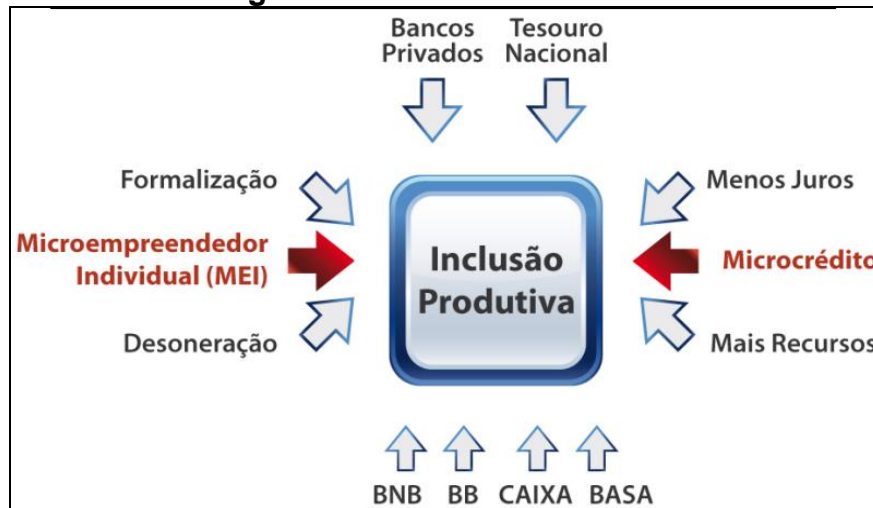 Bancos
Privados
Tesouro
Nacional
Formalização
Menos Juros
Microempreendedor
Individual (MEI)
Inclusão
Produtiva
Microcrédito
Desoneração
Mais Recursos
BNB BB CAIXA BASA